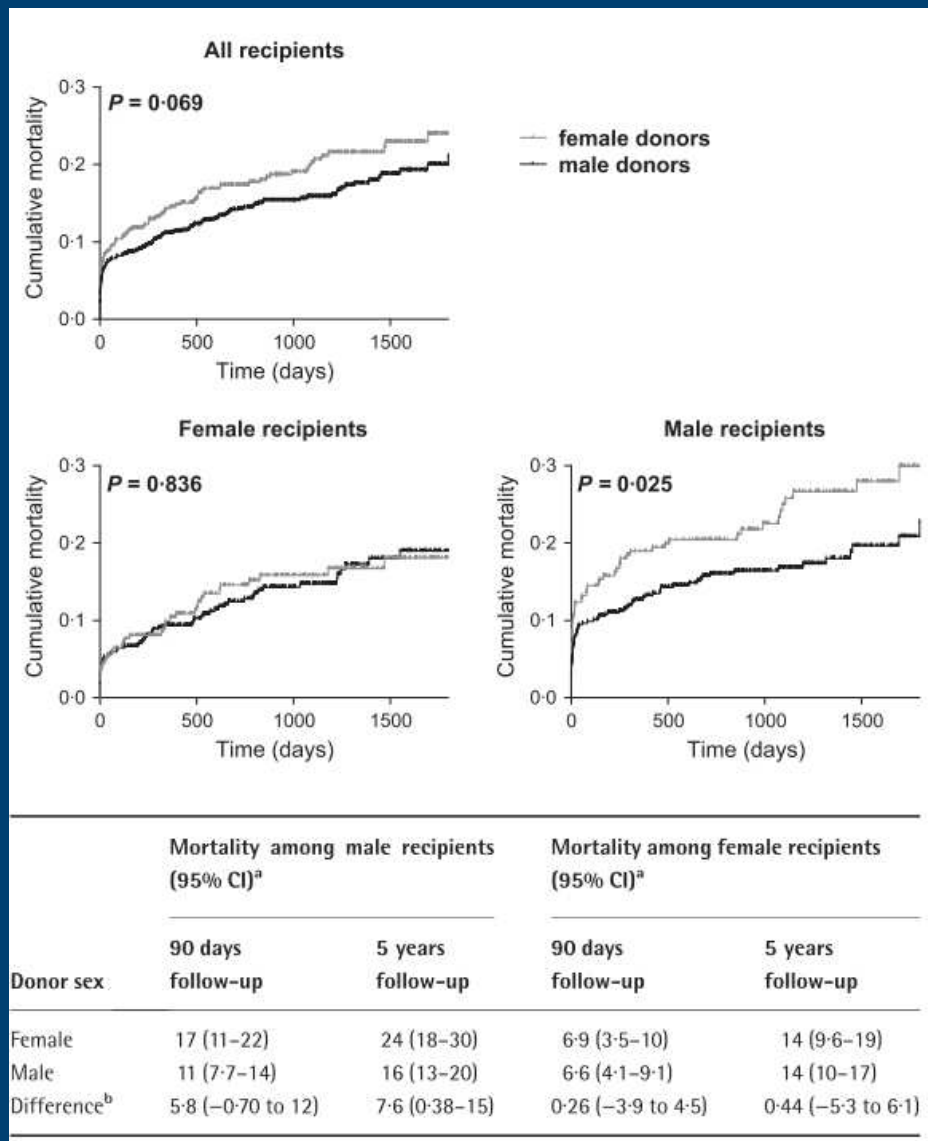 All recipients
0·3
0·2
0·1
0·0
P = 0·069
Cumulative mortality
0
500
1000
1500
Time (days)
female donors
male donors
Female recipients
0·3
0·2
0·1
0·0
P = 0·836
Cumulative mortality
0
500
1000
1500
Time (days)
Male recipients
0·3
0·2
0·1
0·0
P = 0·025
Cumulative mortality
0
500
1000
1500
Time (days)
Mortality among male recipients Mortality among female recipients
(95% CI)a (95% CI)a
90 days 5 years 90 days 5 years
Donor sex follow-up follow-up follow-up follow-up
Female 17 (11–22) 24 (18–30) 6·9 (3·5–10) 14 (9·6–19)
Male 11 (7·7–14) 16 (13–20) 6·6 (4·1–9·1) 14 (10–17)
Differenceb 5·8 (−0·70 to 12) 7·6 (0·38–15) 0·26 (−3·9 to 4·5) 0·44 (−5·3 to 6·1)